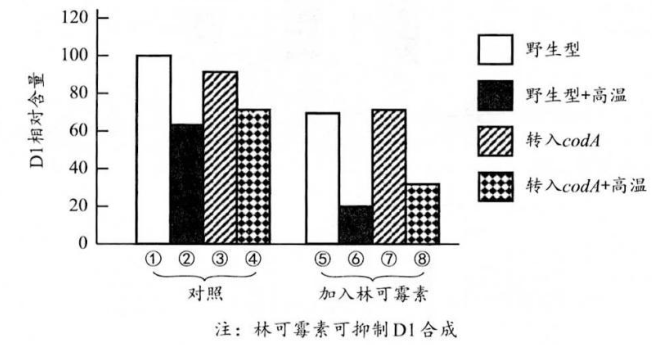 D1相对含量
120
100
80
60
40
20
0
① ② ③ ④ ⑤ ⑥ ⑦ ⑧
对照 加入林可霉素
野生型
野生型+高温
转入codA
转入codA+高温
注：林可霉素可抑制D1合成